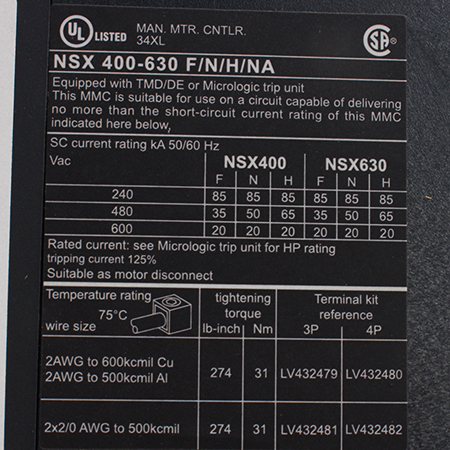 UL LISTED MAN. MTR. CNTLR.
34XL
SA
NSX 400-630 F/N/H/NA
Equipped with TMD/DE or Micrologic trip unit
This MMC is suitable for use on a circuit capable of delivering
no more than the short-circuit current rating of this MMC
indicated here below,
SC current rating kA 50/60 Hz
Vac NSX400 NSX630
F N H F N H
240 85 85 85 85 85 85
480 35 50 65 35 50 65
600 20 20 20 20 20 20
Rated current: see Micrologic trip unit for HP rating
tripping current 125%
Suitable as motor disconnect
Temperature rating tightening Terminal kit
75°C torque reference
wire size lb-inch Nm 3P 4P
2AWG to 600kcmil Cu
2AWG to 500kcmil Al 274 31 LV432479 LV432480
2x2/0 AWG to 500kcmil 274 31 LV432481 LV432482